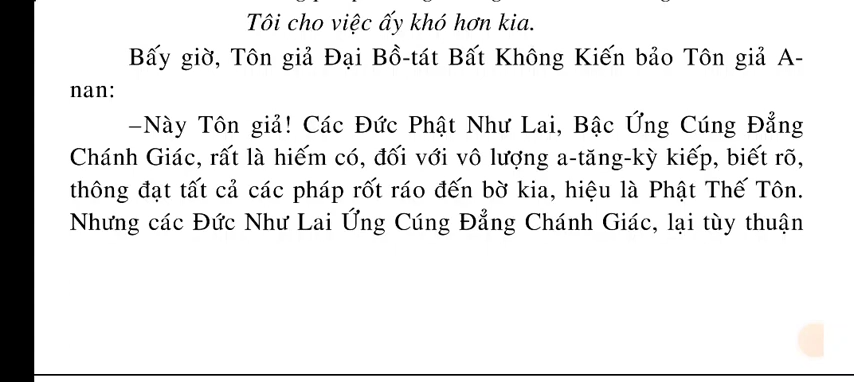 Tôi cho việc ấy khó hơn kia.
Bấy giờ, Tôn giả Đại Bồ-tát Bất Không Kiến bảo Tôn giả A-
nan:
–Này Tôn giả! Các Đức Phật Như Lai, Bậc Ứng Cúng Đẳng
Chánh Giác, rất là hiếm có, đối với vô lượng a-tăng-kỳ kiếp, biết rõ,
thông đạt tất cả các pháp rốt ráo đến bờ kia, hiệu là Phật Thế Tôn.
Nhưng các Đức Như Lai Ứng Cúng Đẳng Chánh Giác, lại tùy thuận